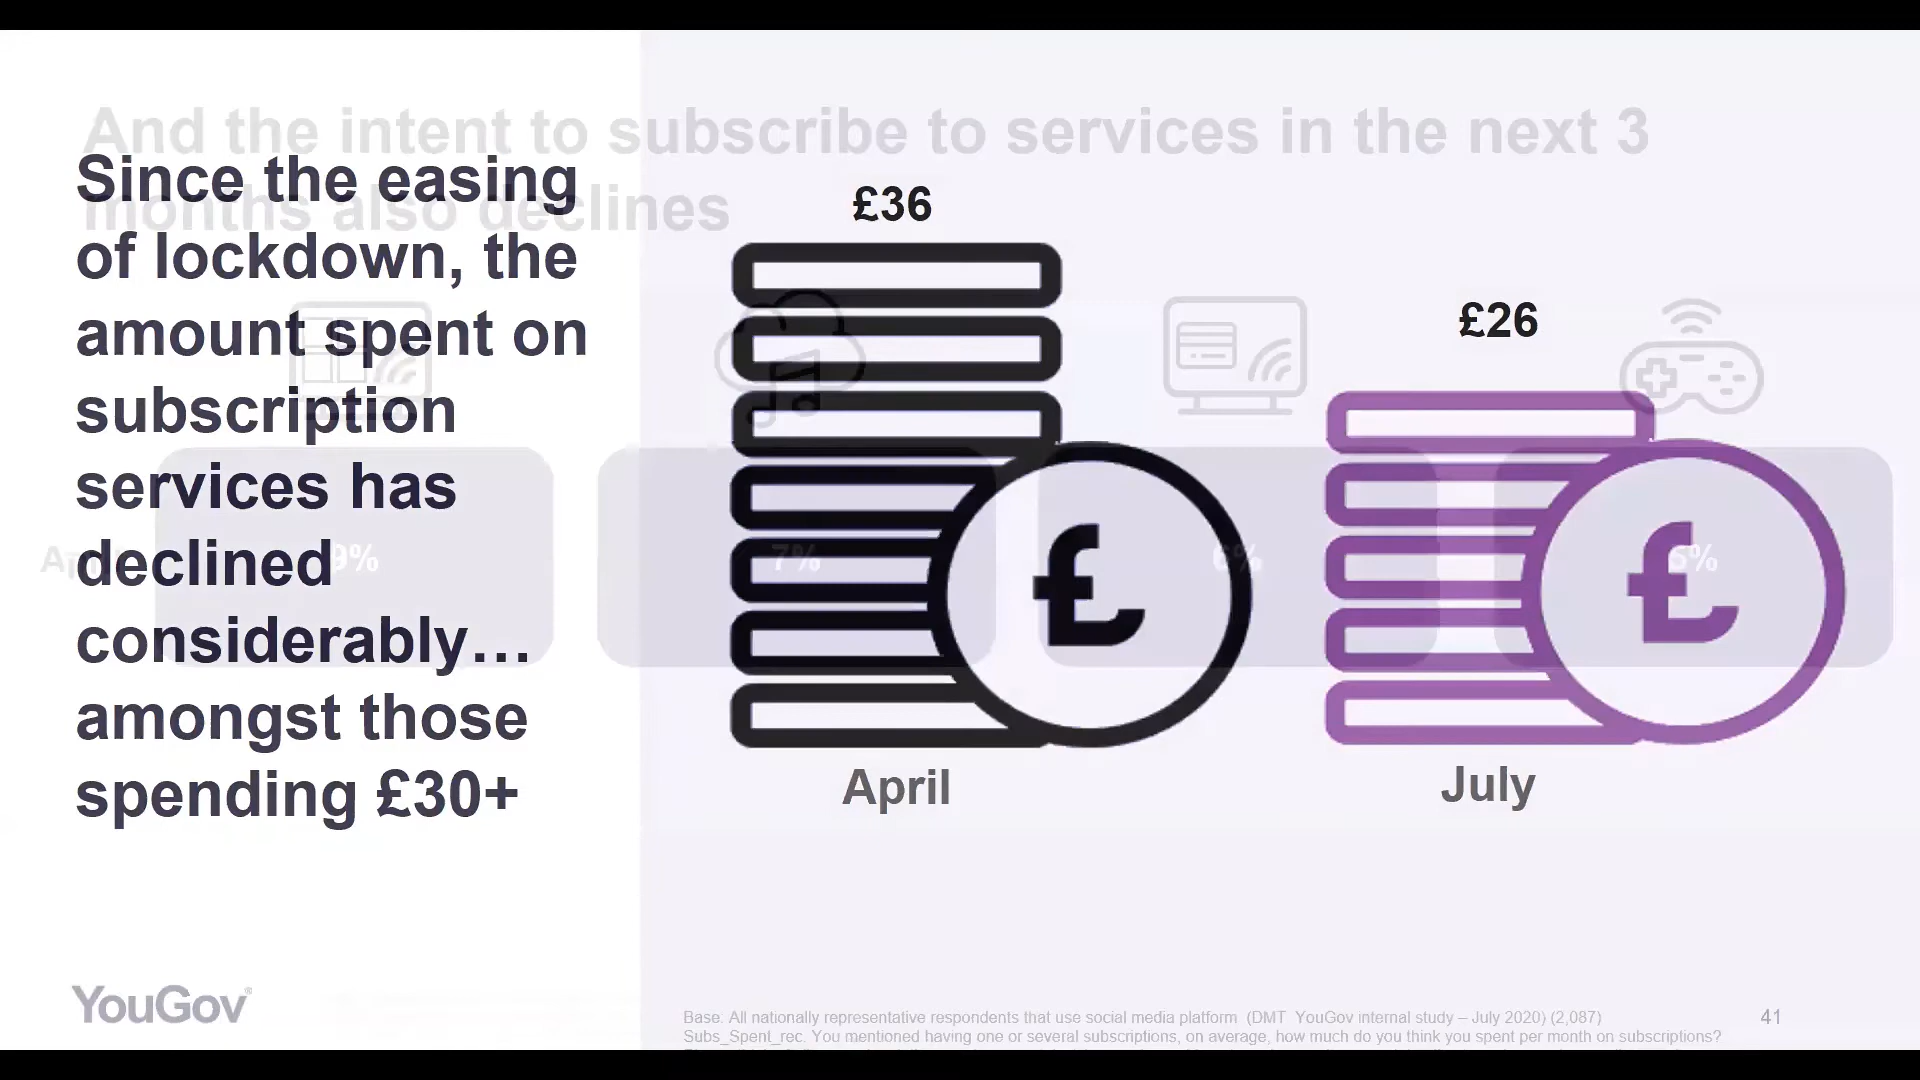 And the intent to subscribe to services in the next 3
months also declines
Since the easing
of lockdown, the
amount spent on
subscription
services has
declined
considerably…
amongst those
spending £30+
£36
£26
9%
7%
6%
£
£
April
July
YouGov®
Base. All nationally representative respondents that use social media platform (DMT YouGov internal study – July 2020) (2,087)
Subs_Spent_rec. You mentioned having one or several subscriptions, on average, how much do you think you spent per month on subscriptions?
41